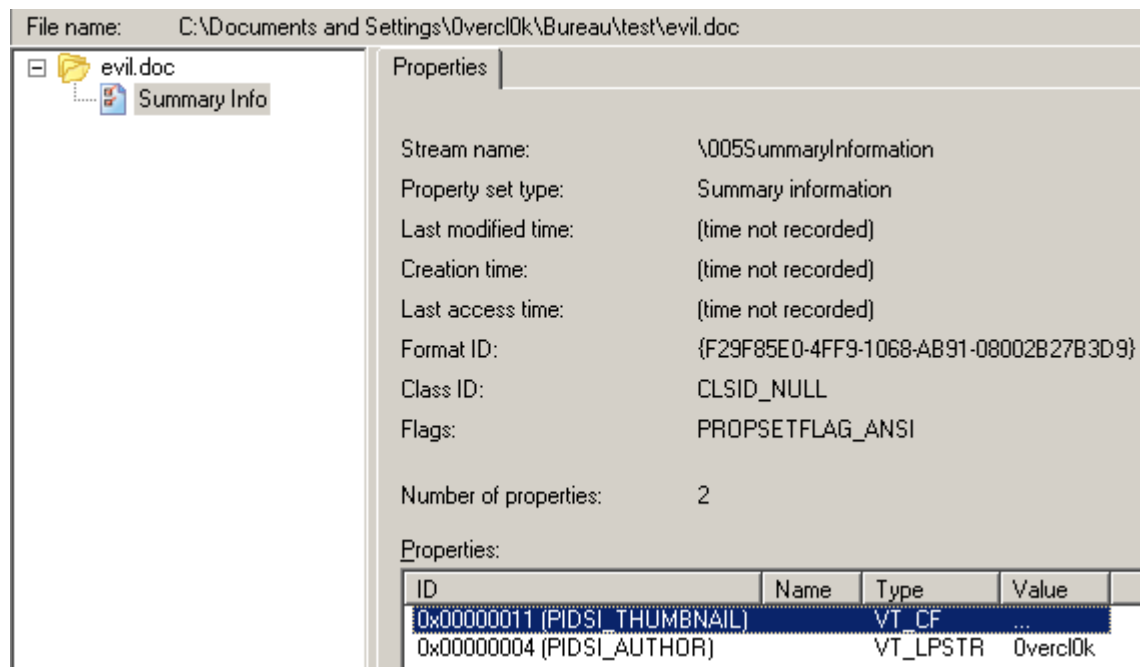 File name: C:\Documents and Settings\0vercl0k\Bureau\test\evil.doc
evil.doc
Summary Info
Properties
Stream name: \005SummaryInformation
Property set type: Summary information
Last modified time: (time not recorded)
Creation time: (time not recorded)
Last access time: (time not recorded)
Format ID: {F29F85E0-4FF9-1068-AB91-08002B27B3D9}
Class ID: CLSID_NULL
Flags: PROPSETFLAG_ANSI
Number of properties: 2
Properties:
ID Name Type Value
0x00000011 (PIDSI_THUMBNAIL) VT_CF ...
0x00000004 (PIDSI_AUTHOR) VT_LPSTR 0vercl0k